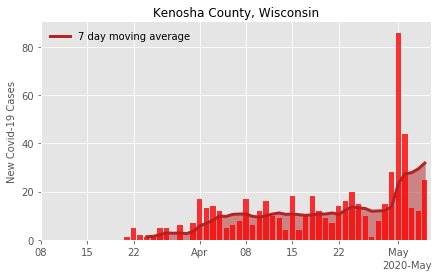 Kenosha County, Wisconsin
7 day moving average
New Covid-19 Cases
80
60
40
20
0
08 15 22 Apr 08 15 22 May
2020-May